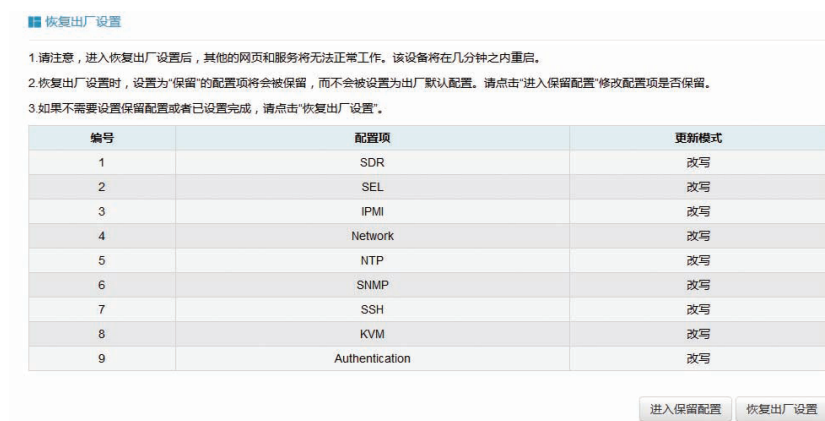 恢复出厂设置
1.请注意，进入恢复出厂设置后，其他的网页和服务将无法正常工作。该设备将在几分钟之内重启。
2.恢复出厂设置时，设置为“保留”的配置项将会被保留，而不会被设置为出厂默认配置。请点击“进入保留配置”修改配置项是否保留。
3.如果不需要设置保留配置或者已设置完成，请点击“恢复出厂设置”。
编号 配置项 更新模式
1 SDR 改写
2 SEL 改写
3 IPMI 改写
4 Network 改写
5 NTP 改写
6 SNMP 改写
7 SSH 改写
8 KVM 改写
9 Authentication 改写
进入保留配置 恢复出厂设置